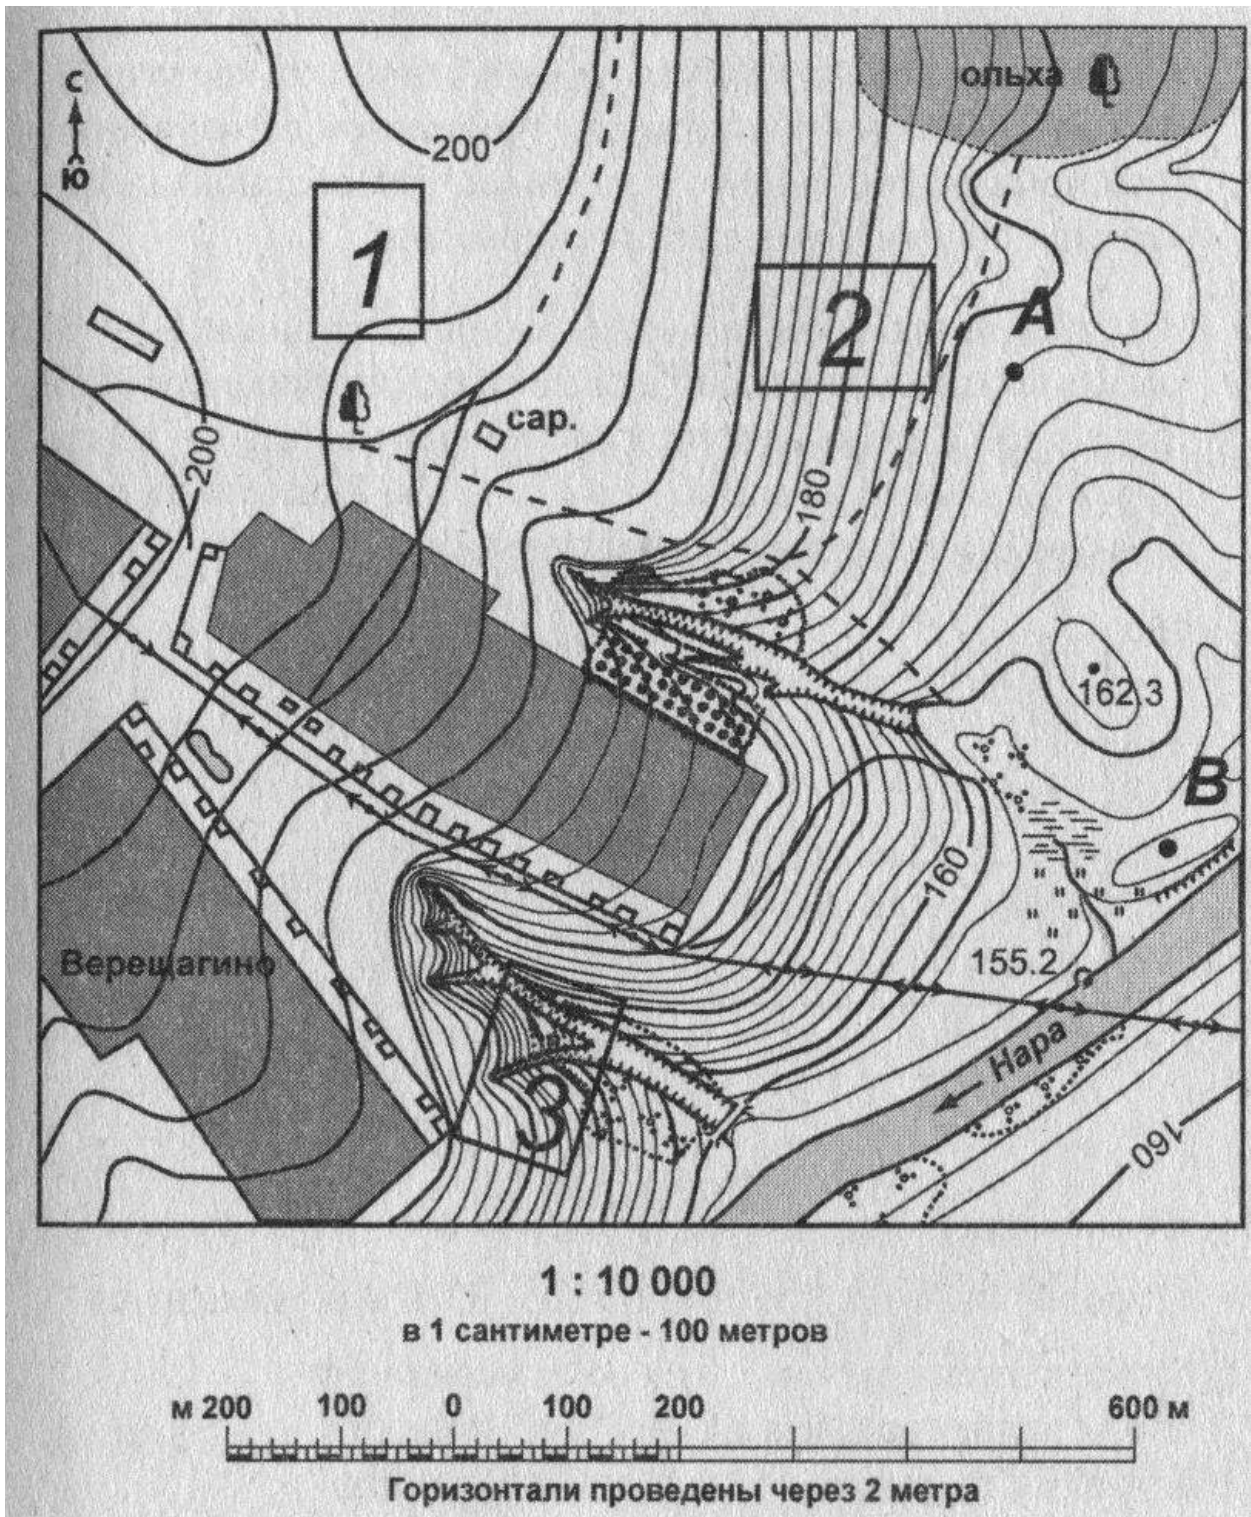 ольха
С
Ю
200
1
2
А
сар.
200
180
162.3
В
160
Верещагино
155.2
Нара
3
160
1 : 10 000
в 1 сантиметре - 100 метров
м 200 100 0 100 200 600 м
Горизонтали проведены через 2 метра